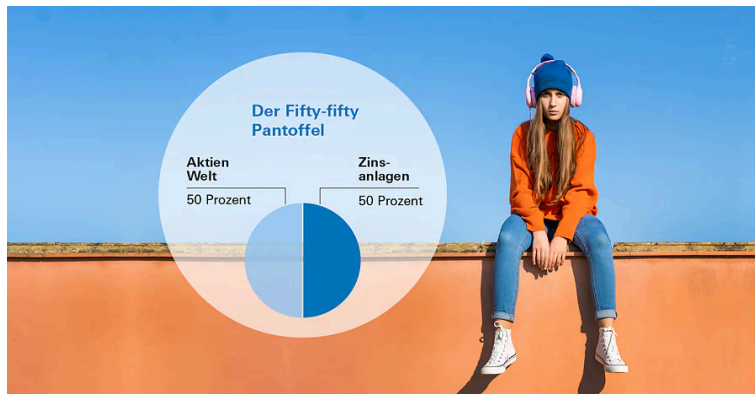 Der Fifty-fifty
Pantoffel
Aktien
Welt
50 Prozent
Zins-
anlagen
50 Prozent